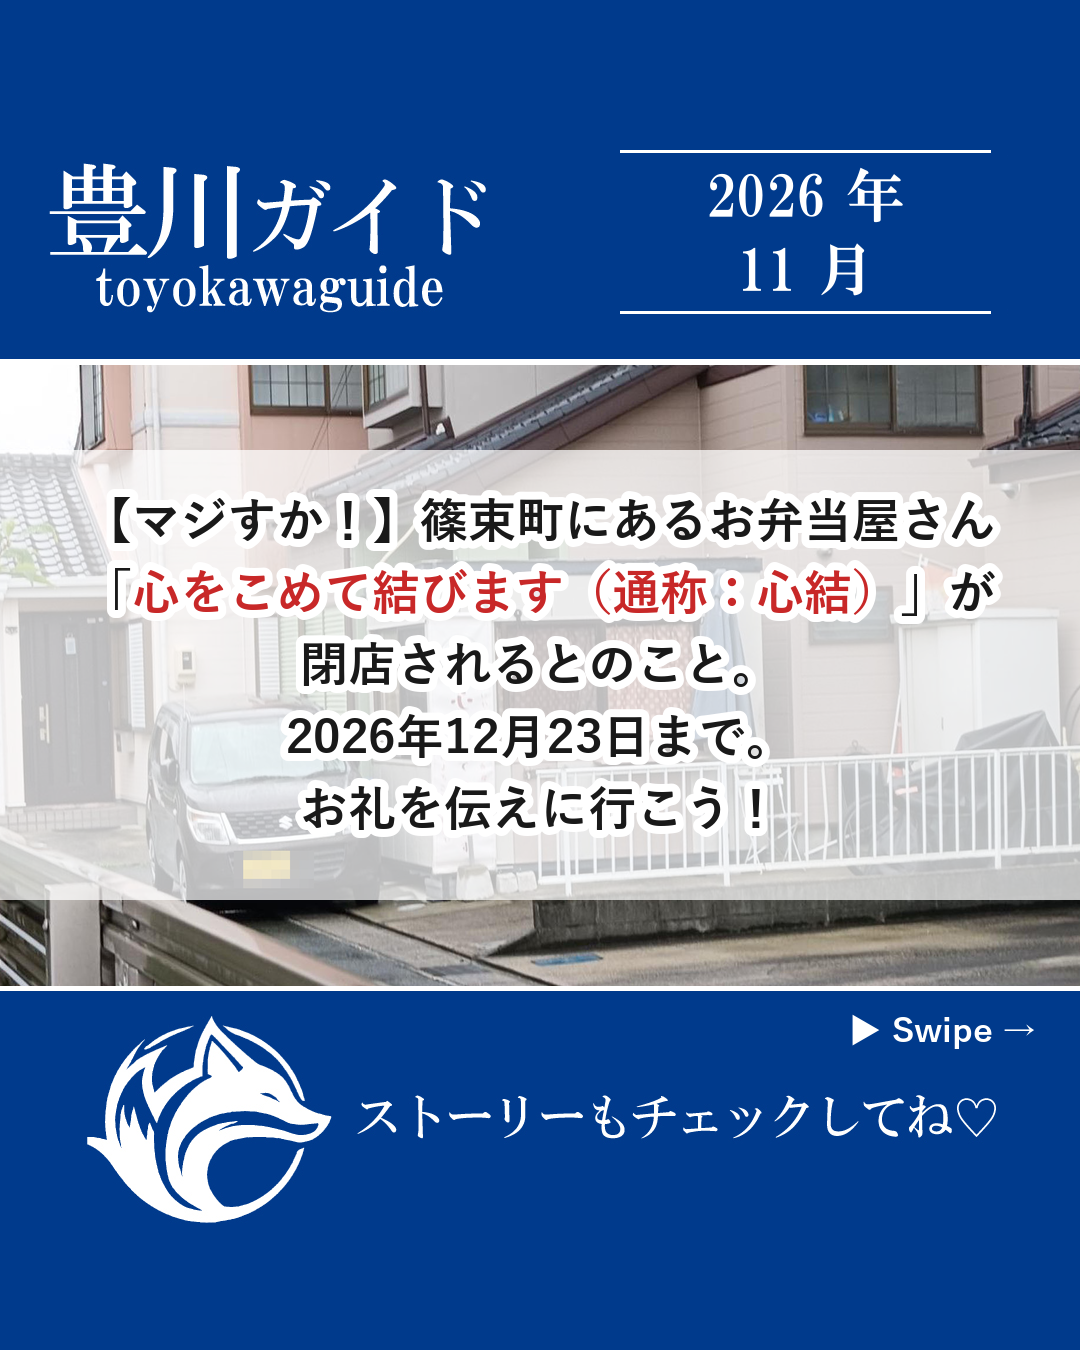 豊川ガイド
toyokawaguide
2026 年
11 月
【マジすか！】篠束町にあるお弁当屋さん
「心をこめて結びます（通称：心結）」が
閉店されるとのこと。
2026年12月23日まで。
お礼を伝えに行こう！
▶ Swipe →
ストーリーもチェックしてね♡